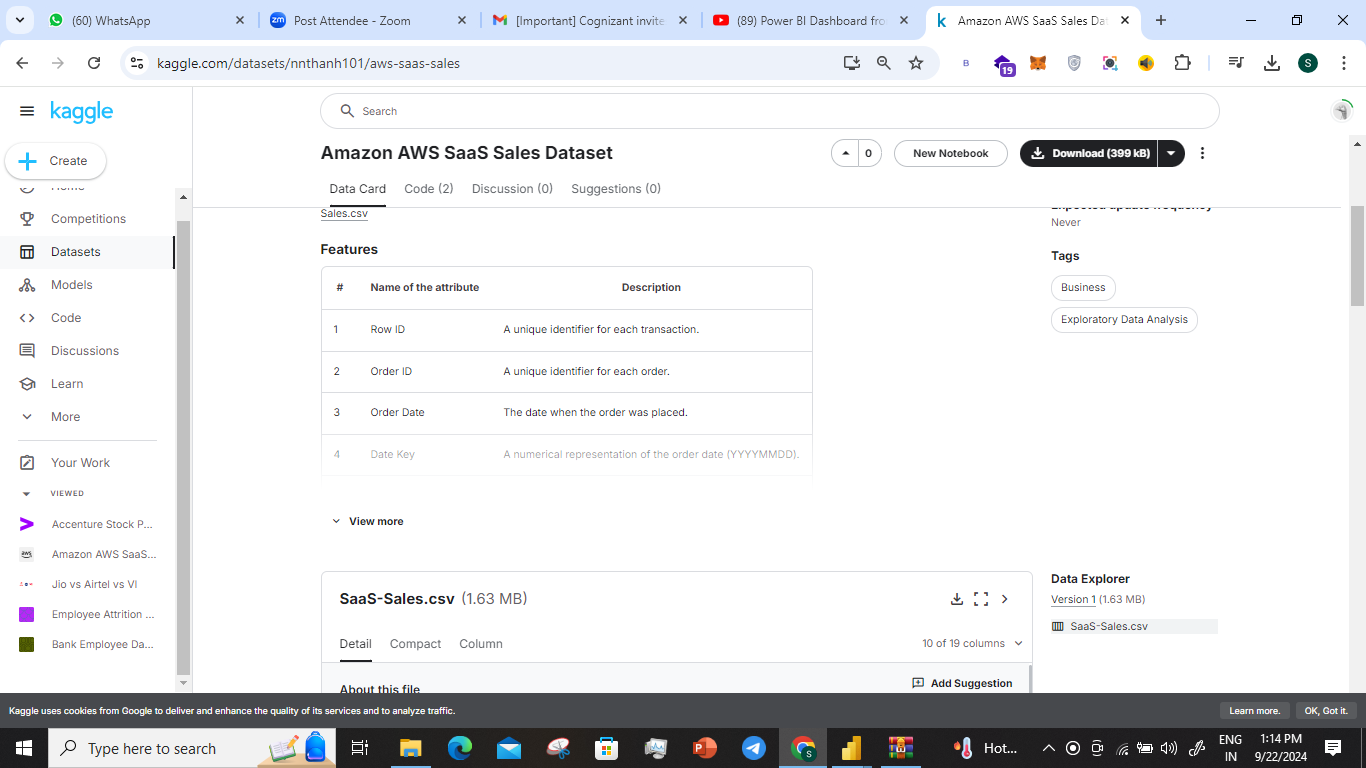 (60) WhatsApp
Post Attendee - Zoom
[Important] Cognizant invite
(89) Power BI Dashboard fro
Amazon AWS SaaS Sales Dat
kaggle.com/datasets/nnthanh101/aws-saas-sales
B
19
S
kaggle
Search
Create
Home
Competitions
Datasets
Models
Code
Discussions
Learn
More
Your Work
VIEWED
Accenture Stock P...
Amazon AWS SaaS...
Jio vs Airtel vs VI
Employee Attrition ...
Bank Employee Da...
Amazon AWS SaaS Sales Dataset
0
New Notebook
Download (399 kB)
Data Card Code (2) Discussion (0) Suggestions (0)
Sales.csv
Features
# Name of the attribute Description
1 Row ID A unique identifier for each transaction.
2 Order ID A unique identifier for each order.
3 Order Date The date when the order was placed.
4 Date Key A numerical representation of the order date (YYYYMMDD).
View more
Expected update frequency
Never
Tags
Business
Exploratory Data Analysis
SaaS-Sales.csv (1.63 MB)
Detail Compact Column
10 of 19 columns
About this file
Add Suggestion
Data Explorer
Version 1 (1.63 MB)
SaaS-Sales.csv
Kaggle uses cookies from Google to deliver and enhance the quality of its services and to analyze traffic.
Learn more.
OK, Got it.
Type here to search
Hot...
ENG
IN
1:14 PM
9/22/2024